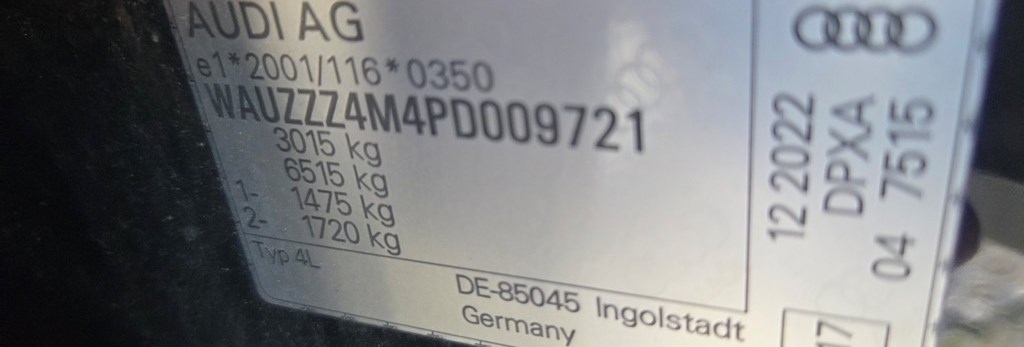 AUDI AG
e1*2001/116*0350
WAUZZZ4M4PD009721
3015 kg
6515 kg
1- 1475 kg
2- 1720 kg
Typ 4L
DE-85045 Ingolstadt
Germany
12 2022
DPXA
04 7515
17